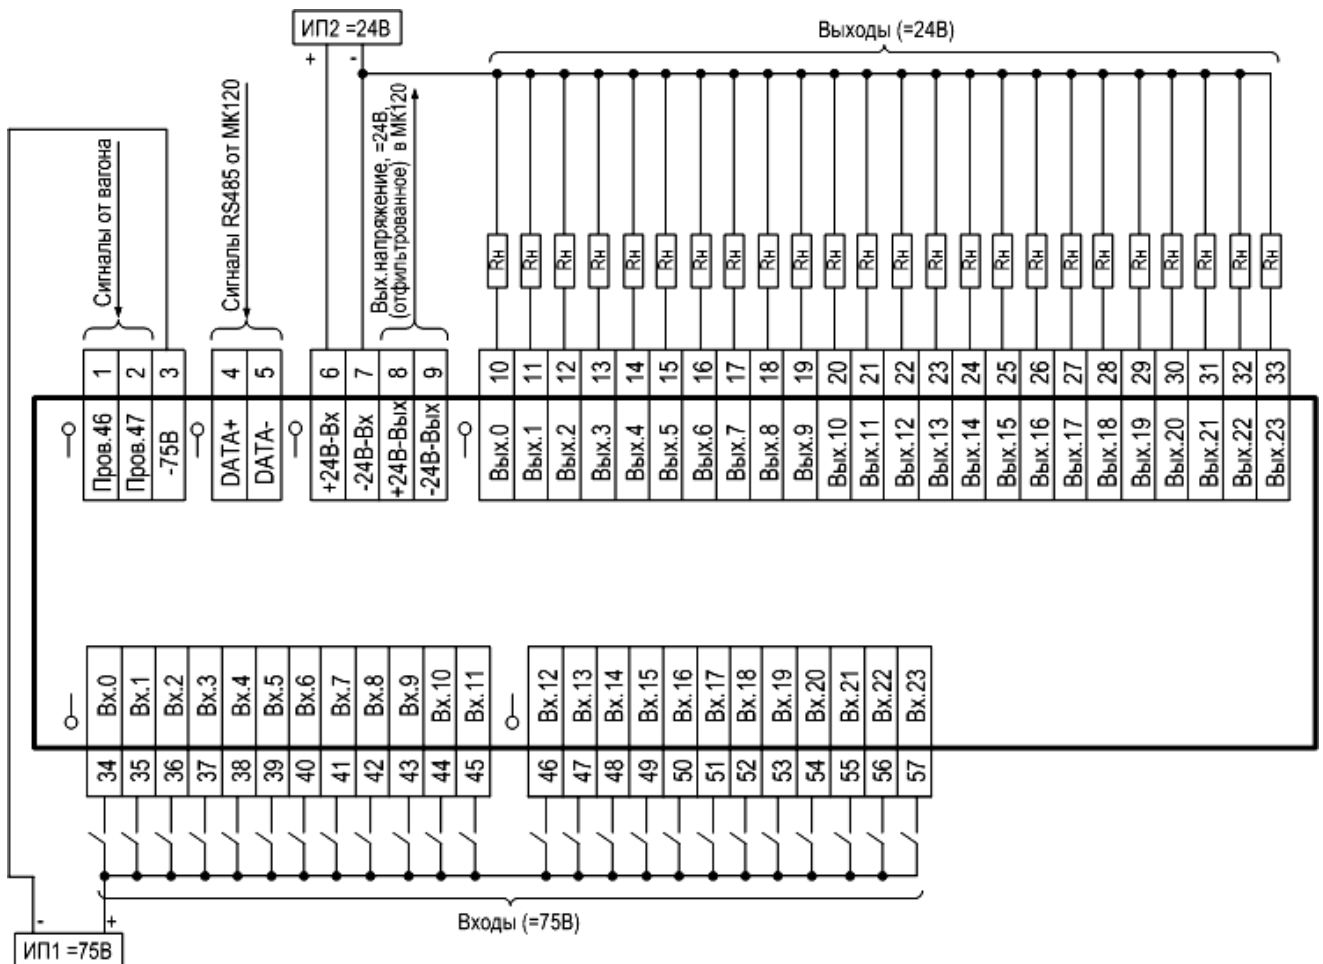 ИП2 =24В
+
-
Выходы (=24В)
Сигналы от вагона
Сигналы RS485 от МК120
Вых.напряжение, =24В,
(отфильтрованное) в МК120
Rн Rн Rн Rн Rн Rн Rн Rн Rн Rн Rн Rн Rн Rн Rн Rн Rн Rн Rн Rн Rн Rн Rн Rн
1 2 3 4 5 6 7 8 9 10 11 12 13 14 15 16 17 18 19 20 21 22 23 24 25 26 27 28 29 30 31 32 33
Пров.46 Пров.47 -75В DATA+ DATA- +24В-Вх -24В-Вх +24В-Вых -24В-Вых Вых.0 Вых.1 Вых.2 Вых.3 Вых.4 Вых.5 Вых.6 Вых.7 Вых.8 Вых.9 Вых.10 Вых.11 Вых.12 Вых.13 Вых.14 Вых.15 Вых.16 Вых.17 Вых.18 Вых.19 Вых.20 Вых.21 Вых.22 Вых.23
Вх.0 Вх.1 Вх.2 Вх.3 Вх.4 Вх.5 Вх.6 Вх.7 Вх.8 Вх.9 Вх.10 Вх.11 Вх.12 Вх.13 Вх.14 Вх.15 Вх.16 Вх.17 Вх.18 Вх.19 Вх.20 Вх.21 Вх.22 Вх.23
34 35 36 37 38 39 40 41 42 43 44 45 46 47 48 49 50 51 52 53 54 55 56 57
Входы (=75В)
-
+
ИП1 =75В